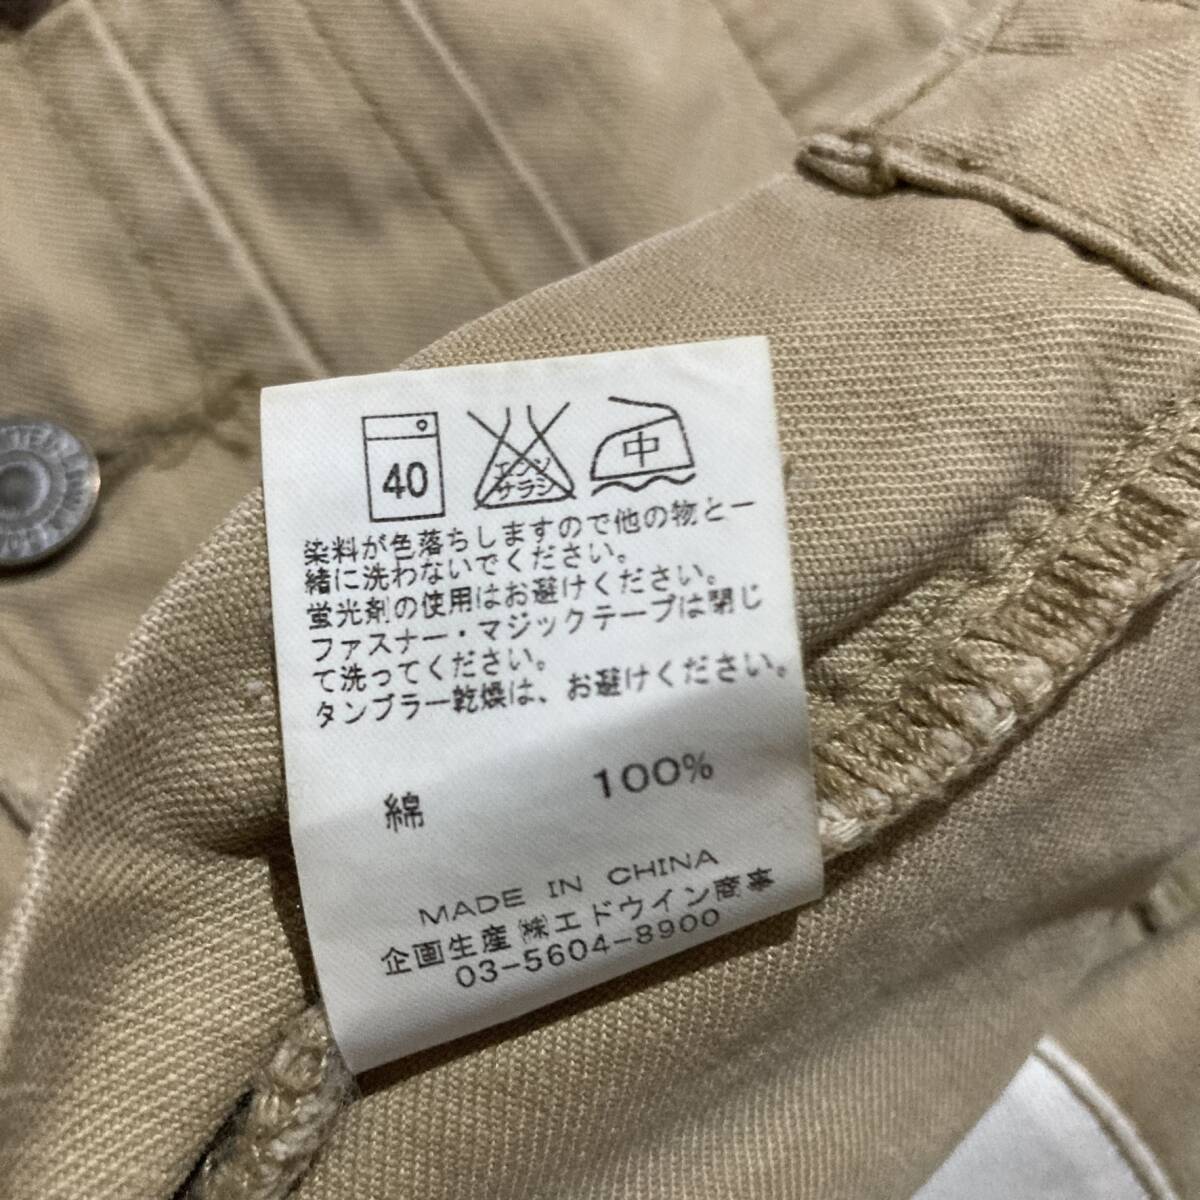 40
エンソ
サラシ
中
染料が色落ちしますので他の物と一
緒に洗わないでください。
蛍光剤の使用はお避けください。
ファスナー・マジックテープは閉じ
て洗ってください。
タンブラー乾燥は、お避けください。
綿 100%
MADE IN CHINA
企画生産㈱エドウイン商事
03-5604-8900